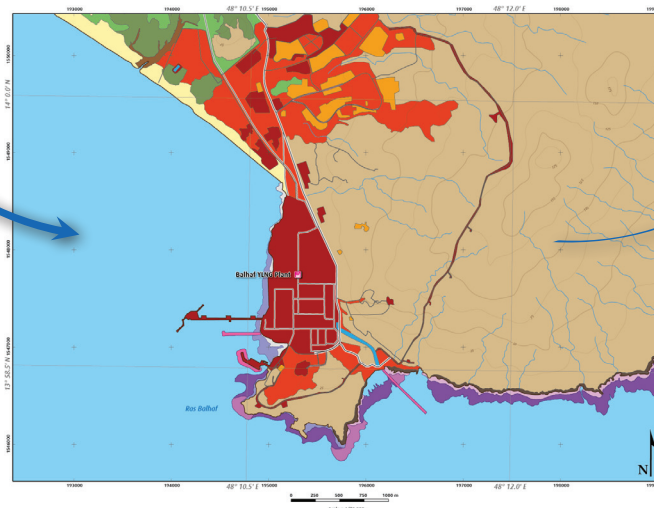 48° 10.5' E
48° 12.0' E
193000
194000
195000
196000
197000
198000
14° 0.0' N
1549000
1548000
Balhaf YLNG Plant
1547000
13° 58.5' N
Ras Balhaf
1546000
N
193000
194000
48° 10.5' E
195000
196000
197000
48° 12.0' E
198000
0 250 500 750 1000 m